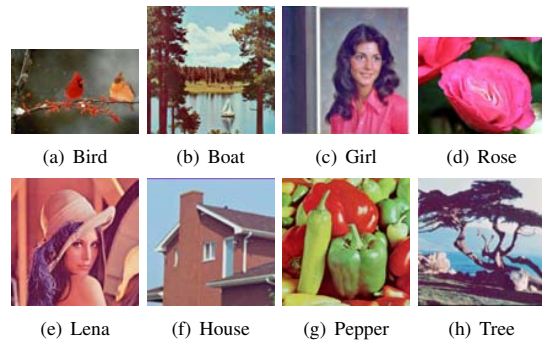 (a) Bird
(b) Boat
(c) Girl
(d) Rose
(e) Lena
(f) House
(g) Pepper
(h) Tree